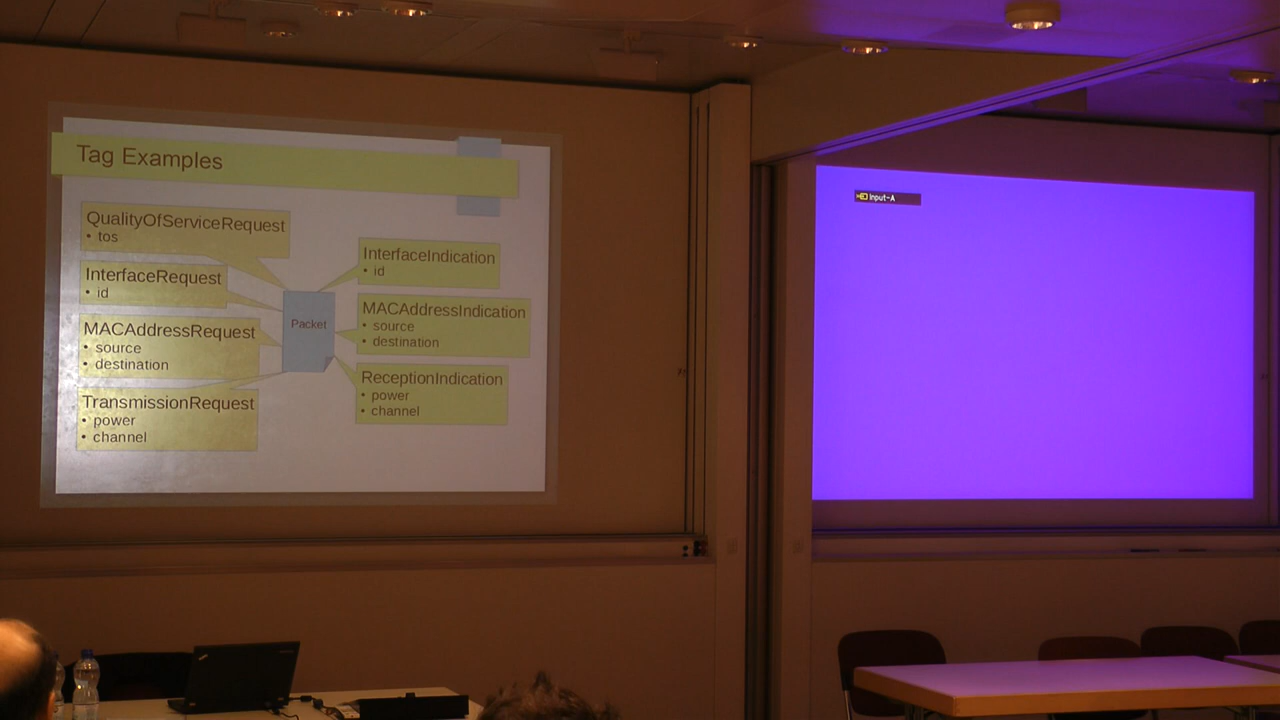 Tag Examples
QualityOfServiceRequest
• tos
InterfaceRequest
• id
MACAddressRequest
• source
• destination
TransmissionRequest
• power
• channel
Packet
InterfaceIndication
• id
MACAddressIndication
• source
• destination
ReceptionIndication
• power
• channel
Input-A